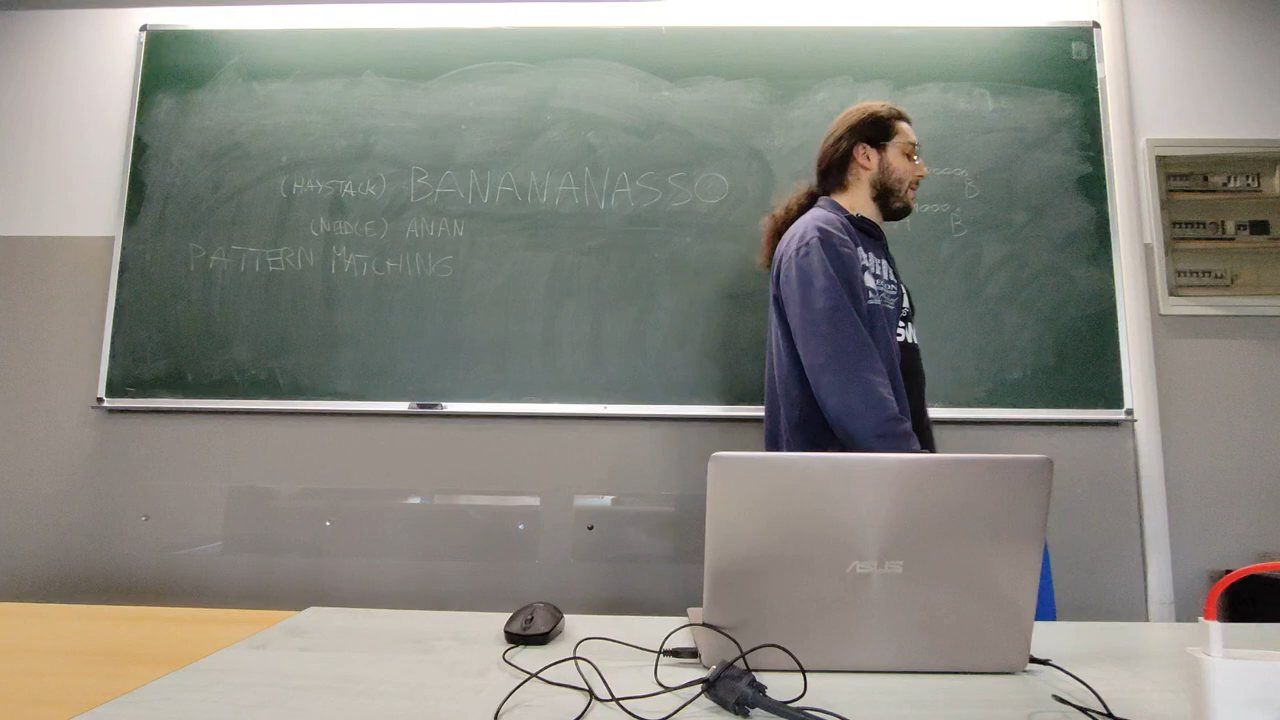 (HAYSTACK) BANANANASSO
(NEEDLE) ANAN
PATTERN MATCHING
B
B
ASUS